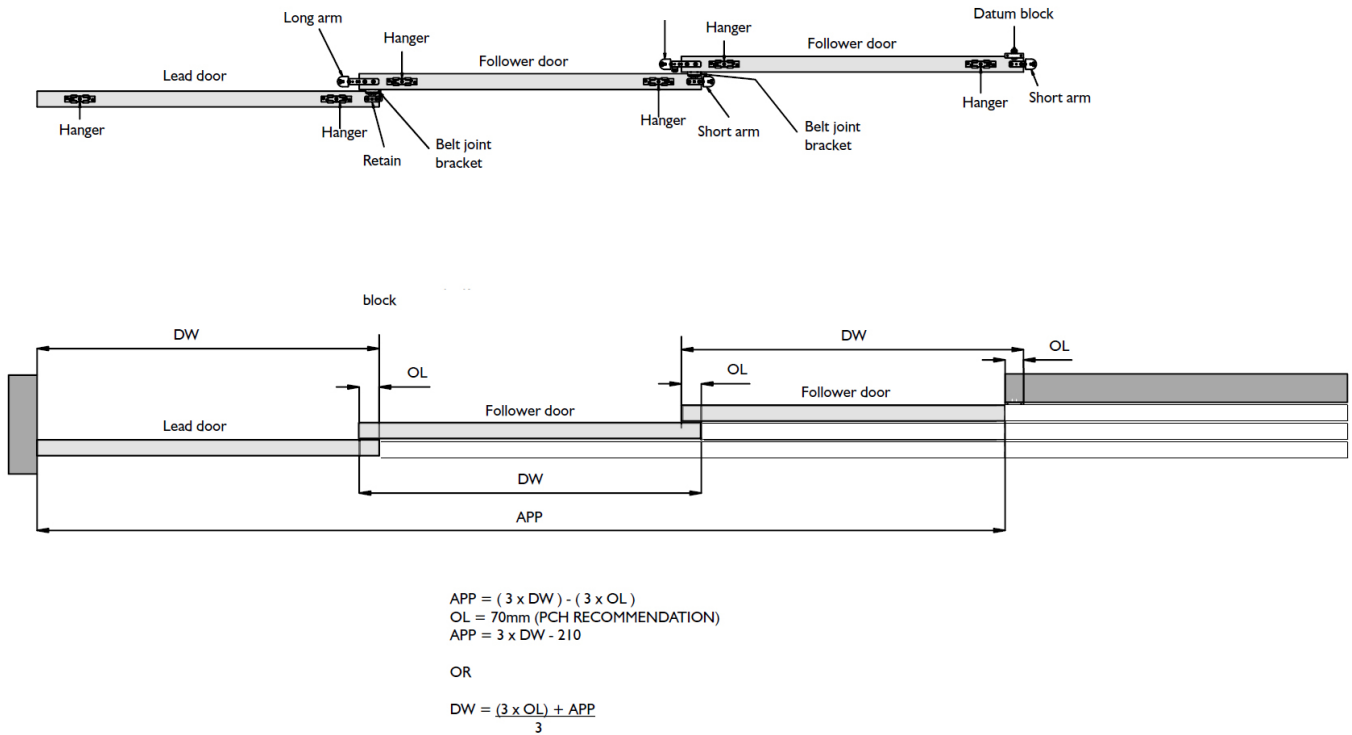 Long arm
Hanger
Follower door
Lead door
Hanger
Hanger
Retain
Belt joint
bracket
Hanger
Short arm
Hanger
Follower door
Datum block
Belt joint
bracket
Hanger
Short arm
block
DW
OL
Follower door
Lead door
DW
OL
DW
OL
Follower door
APP
APP = ( 3 x DW ) - ( 3 x OL )
OL = 70mm (PCH RECOMMENDATION)
APP = 3 x DW - 210
OR
DW = (3 x OL) + APP
3